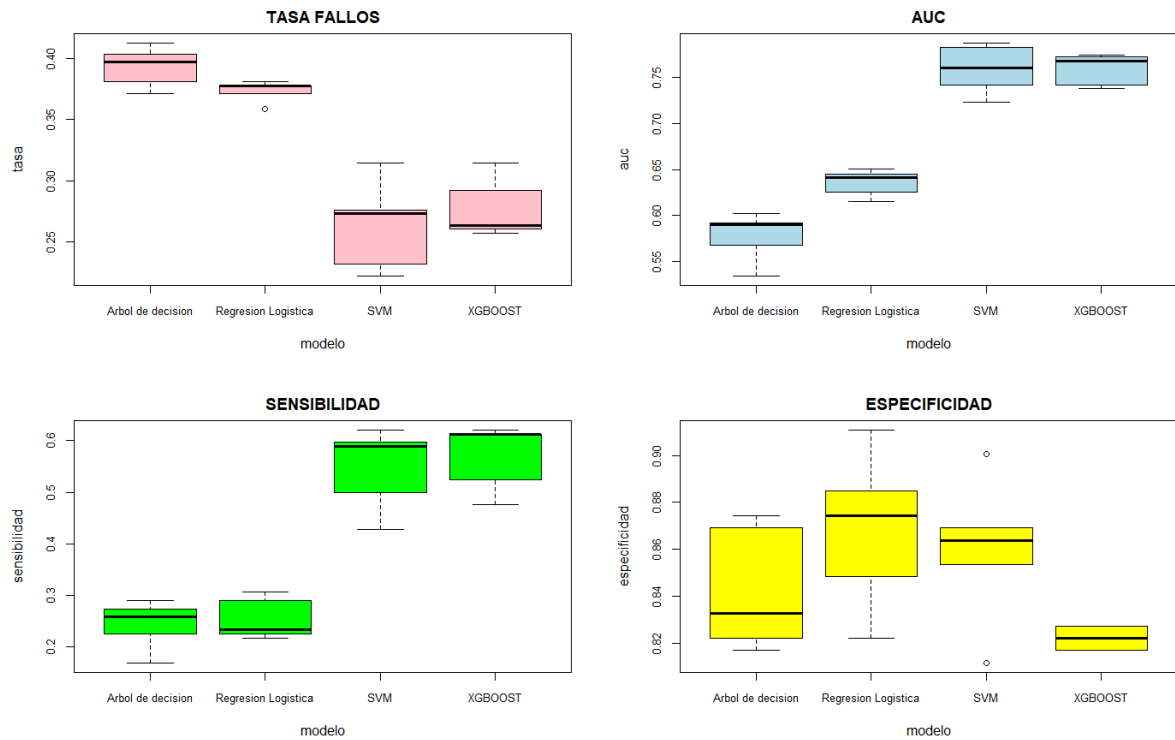 TASA FALLOS
tasa
0.40
0.35
0.30
0.25
Arbol de decision Regresion Logistica SVM XGBOOST
modelo
AUC
auc
0.75
0.70
0.65
0.60
0.55
Arbol de decision Regresion Logistica SVM XGBOOST
modelo
SENSIBILIDAD
sensibilidad
0.6
0.5
0.4
0.3
0.2
Arbol de decision Regresion Logistica SVM XGBOOST
modelo
ESPECIFICIDAD
especificidad
0.90
0.88
0.86
0.84
0.82
Arbol de decision Regresion Logistica SVM XGBOOST
modelo